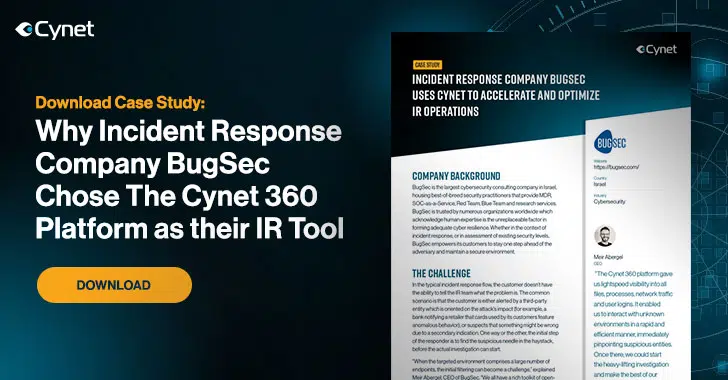 Cynet
Download Case Study:
Why Incident Response
Company BugSec
Chose The Cynet 360
Platform as their IR Tool
DOWNLOAD
Cynet
CASE STUDY
INCIDENT RESPONSE COMPANY BUGSEC
USES CYNET TO ACCELERATE AND OPTIMIZE
IR OPERATIONS
COMPANY BACKGROUND
BugSec is the largest cybersecurity consulting company in Israel,
housing best-of-breed security practitioners that provide MDR,
SOC-as-a-Service, Red Team, Blue Team and research services.
BugSec is trusted by numerous organizations worldwide which
acknowledge human expertise is the unreplaceable factor in
forming adequate cyber resilience. Whether in the context of
incident response, or in assessment of existing security levels,
BugSec empowers its customers to stay one step ahead of the
adversary and maintain a secure environment.
THE CHALLENGE
In the typical incident response flow, the customer doesn't have
the ability to tell the IR team what the problem is. The common
scenario is that the customer is either alerted by a third-party
entity which is oriented on the attack's impact (for example, a
bank notifying a retailer that cards used by its customers feature
anomalous behavior), or suspects that something might be wrong
due to a secondary indication. One way or the other, the initial step
of the responder is to find the suspicious needle in the haystack,
before the actual investigation can start.
"When the targeted environment comprises a large number of
endpoints, the initial filtering can become a challenge," explained
Meir Abergel, CEO of BugSec. "We all have a rich toolkit of open-
BUGSEC
Website
https://bugsec.com/
Country
Israel
Industry
Cybersecurity
Meir Abergel
CEO
"The Cynet 360 platform gave
us lightspeed visibility into all
files, processes, network traffic
and user logins. It enabled
us to interact with unknown
environments in a rapid and
efficient manner, immediately
pinpointing suspicious entities.
Once there, we could start
the heavy-lifting investigation
and make the best of our